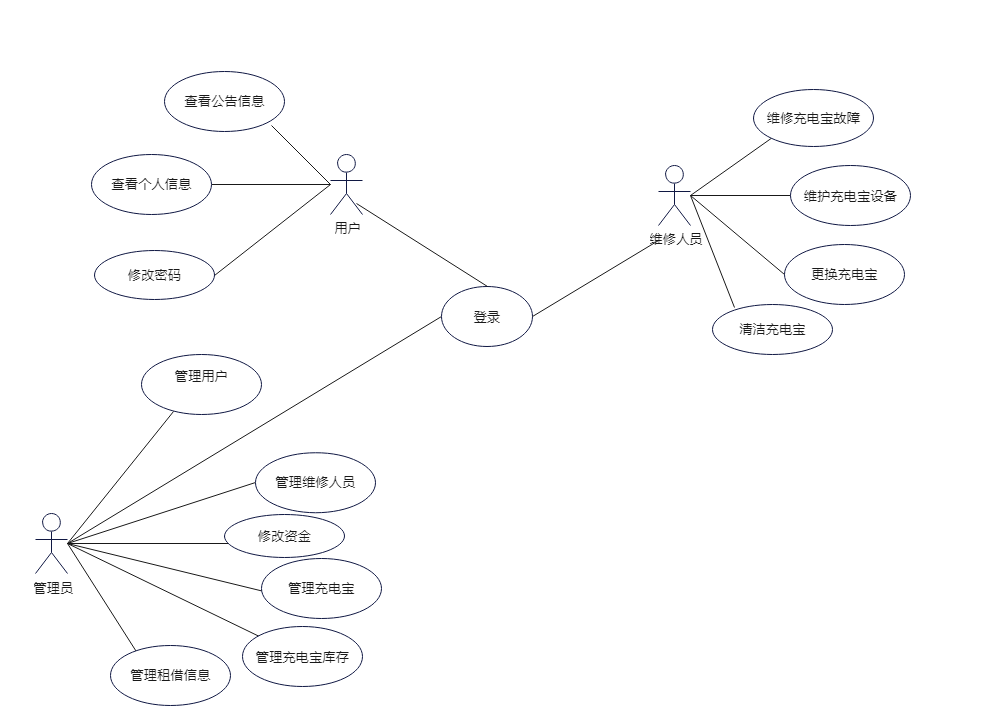 查看公告信息
查看个人信息
修改密码
用户
维修充电宝故障
维护充电宝设备
维修人员
更换充电宝
清洁充电宝
登录
管理用户
管理维修人员
修改资金
管理充电宝
管理员
管理充电宝库存
管理租借信息